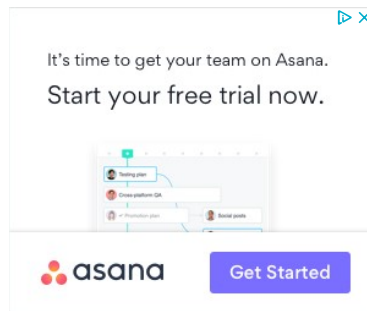 It's time to get your team on Asana.
Start your free trial now.
Testing plan
Cross-platform QA
✓ Promotion plan
Social posts
asana
Get Started